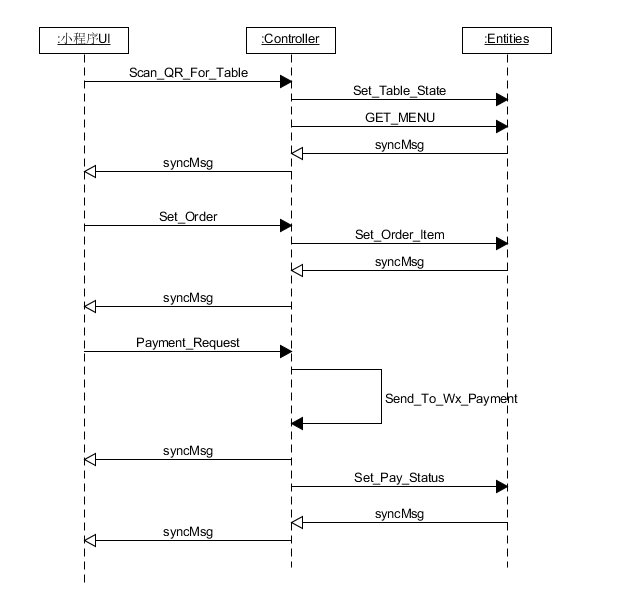 :小程序UI
:Controller
:Entities
Scan_QR_For_Table
Set_Table_State
GET_MENU
syncMsg
syncMsg
Set_Order
Set_Order_Item
syncMsg
syncMsg
Payment_Request
Send_To_Wx_Payment
syncMsg
Set_Pay_Status
syncMsg
syncMsg